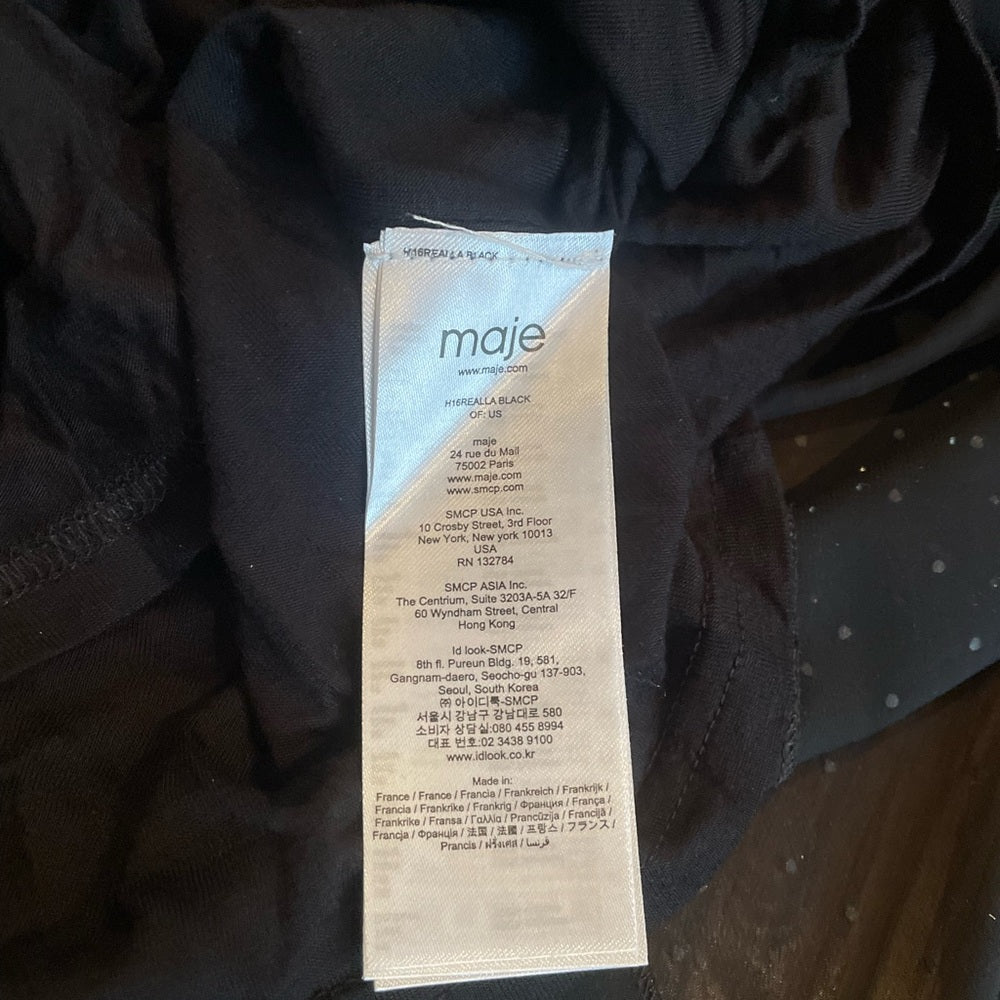 H16REALLA BLACK
maje
www.maje.com
H16REALLA BLACK
OF: US
maje
24 rue du Mail
75002 Paris
www.maje.com
www.smcp.com
SMCP USA Inc.
10 Crosby Street, 3rd Floor
New York, New york 10013
USA
RN 132784
SMCP ASIA Inc.
The Centrium, Suite 3203A-5A 32/F
60 Wyndham Street, Central
Hong Kong
Id look-SMCP
8th fl. Pureun Bldg. 19, 581,
Gangnam-daero, Seocho-gu 137-903,
Seoul, South Korea
㈜ 아이디룩-SMCP
서울시 강남구 강남대로 580
소비자 상담실:080 455 8994
대표 번호:02 3438 9100
www.idlook.co.kr
Made in:
France / France / Francia / Frankreich / Frankrijk /
Francia / Frankrike / Frankrig / Франция / França /
Frankrike / Fransa / Γαλλία / Prancūzija / Francijā /
Francja / Франція / 法国 / 法國 / 프랑스 / フランス /
Prancis / ฝรั่งเศส / فرنسا